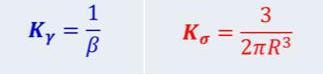 K_γ = 1/β
K_σ = 3/(2πR³)